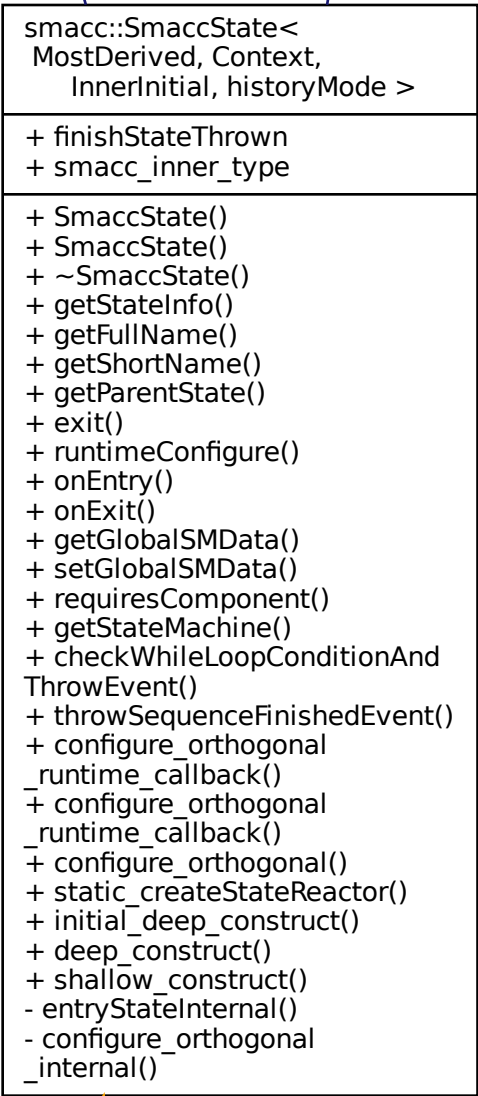 smacc::SmaccState<
MostDerived, Context,
InnerInitial, historyMode >
+ finishStateThrown
+ smacc_inner_type
+ SmaccState()
+ SmaccState()
+ ~SmaccState()
+ getStateInfo()
+ getFullName()
+ getShortName()
+ getParentState()
+ exit()
+ runtimeConfigure()
+ onEntry()
+ onExit()
+ getGlobalSMData()
+ setGlobalSMData()
+ requiresComponent()
+ getStateMachine()
+ checkWhileLoopConditionAnd
ThrowEvent()
+ throwSequenceFinishedEvent()
+ configure_orthogonal
_runtime_callback()
+ configure_orthogonal
_runtime_callback()
+ configure_orthogonal()
+ static_createStateReactor()
+ initial_deep_construct()
+ deep_construct()
+ shallow_construct()
- entryStateInternal()
- configure_orthogonal
_internal()